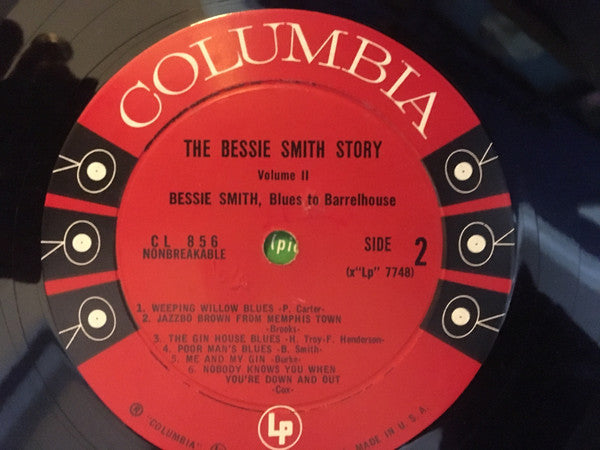 COLUMBIA
THE BESSIE SMITH STORY
Volume II
BESSIE SMITH, Blues to Barrelhouse
CL 856
NONBREAKABLE
SIDE 2
(x"Lp" 7748)
1. WEEPING WILLOW BLUES -P. Carter-
2. JAZZBO BROWN FROM MEMPHIS TOWN
-Brooks-
3. THE GIN HOUSE BLUES -H. Troy-F. Henderson-
4. POOR MAN'S BLUES -B. Smith-
5. ME AND MY GIN -Burke-
6. NOBODY KNOWS YOU WHEN
YOU'RE DOWN AND OUT
-Cox-
® "COLUMBIA"
Lp
MADE IN U.S.A.